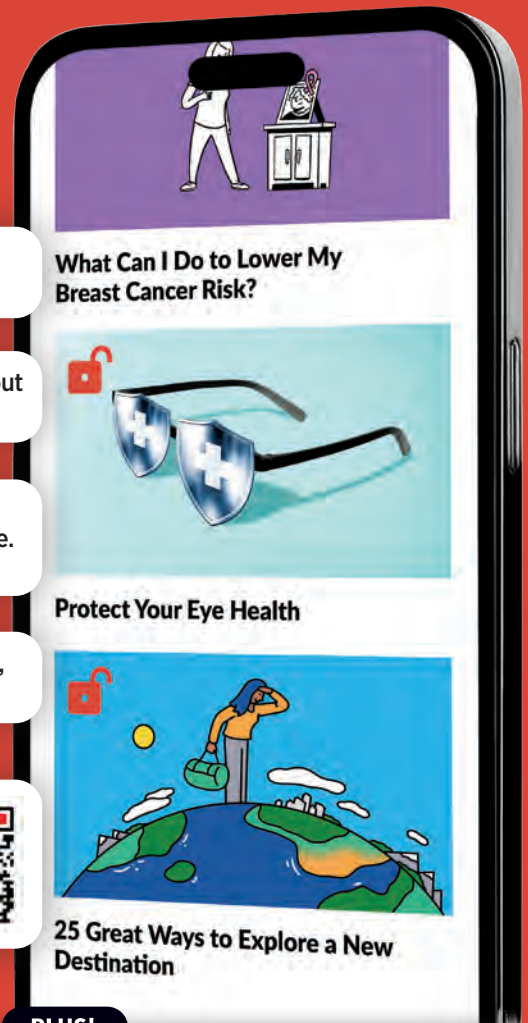 What Can I Do to Lower My
Breast Cancer Risk?
Protect Your Eye Health
25 Great Ways to Explore a New
Destination
PLUS!